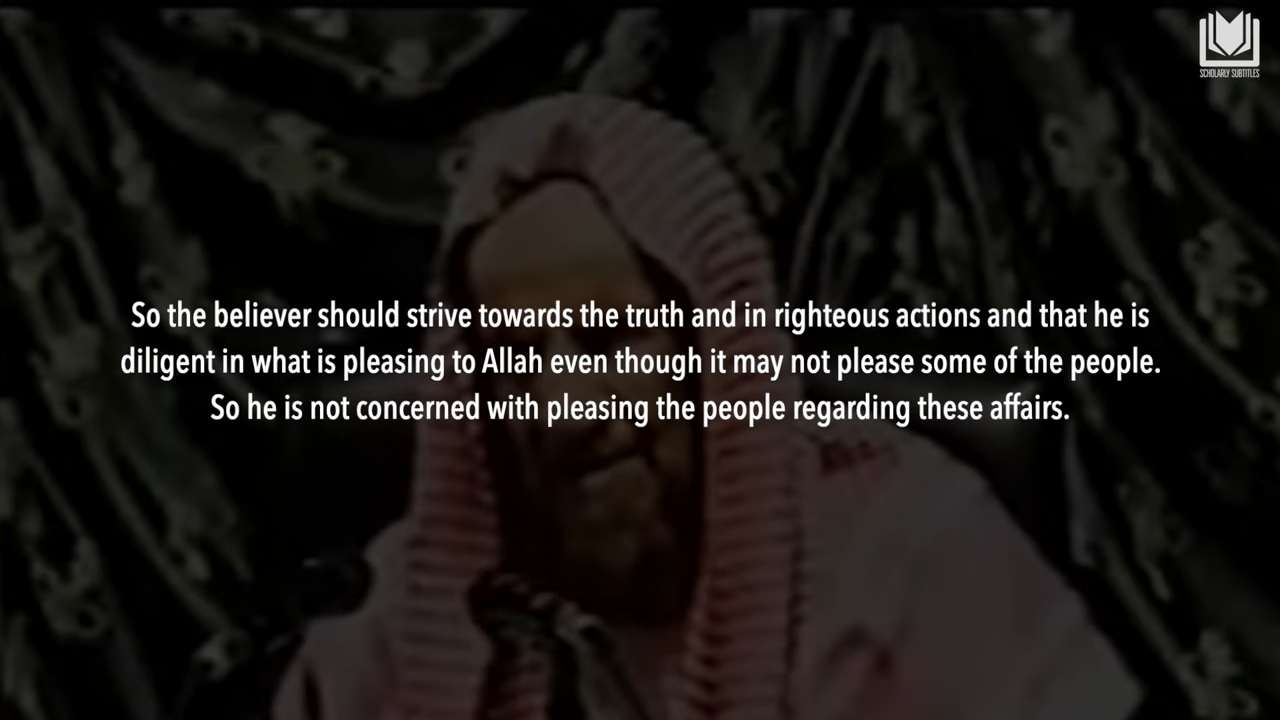 SCHOLARLY SUBTITLES
So the believer should strive towards the truth and in righteous actions and that he is
diligent in what is pleasing to Allah even though it may not please some of the people.
So he is not concerned with pleasing the people regarding these affairs.